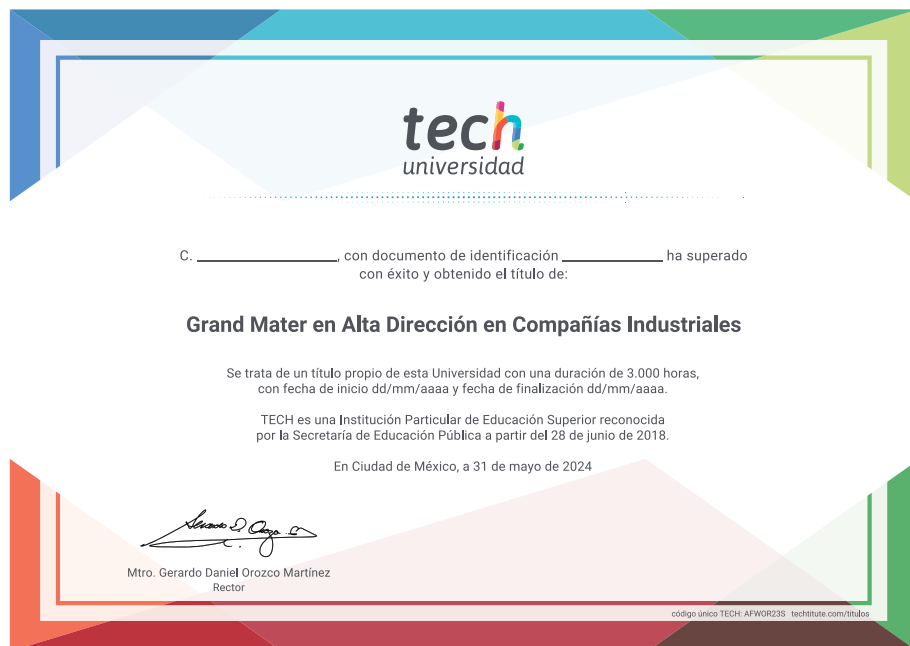 tech
universidad
C. ____________________, con documento de identificación ______________ ha superado
con éxito y obtenido el título de:
Grand Mater en Alta Dirección en Compañías Industriales
Se trata de un título propio de esta Universidad con una duración de 3.000 horas,
con fecha de inicio dd/mm/aaaa y fecha de finalización dd/mm/aaaa.
TECH es una Institución Particular de Educación Superior reconocida
por la Secretaría de Educación Pública a partir del 28 de junio de 2018.
En Ciudad de México, a 31 de mayo de 2024
Mtro. Gerardo Daniel Orozco Martínez
Rector
código único TECH: AFWOR23S techtitute.com/titulos